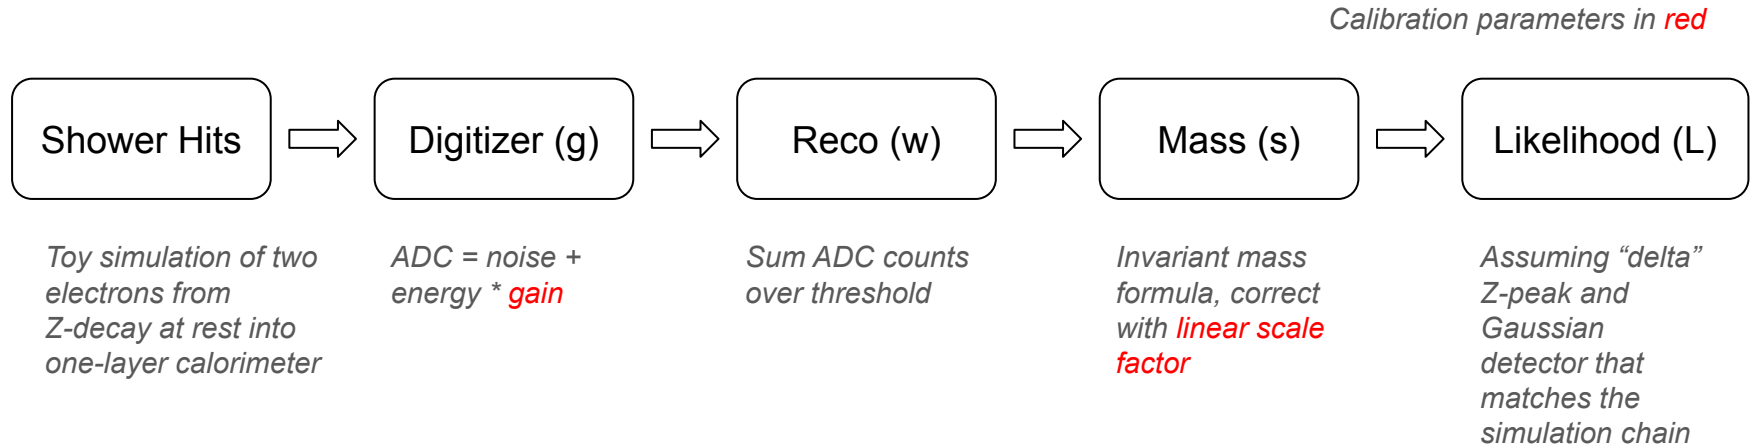 Calibration parameters in red
Shower Hits
Digitizer (g)
Reco (w)
Mass (s)
Likelihood (L)
Toy simulation of two
electrons from
Z-decay at rest into
one-layer calorimeter
ADC = noise +
energy * gain
Sum ADC counts
over threshold
Invariant mass
formula, correct
with linear scale
factor
Assuming “delta”
Z-peak and
Gaussian
detector that
matches the
simulation chain